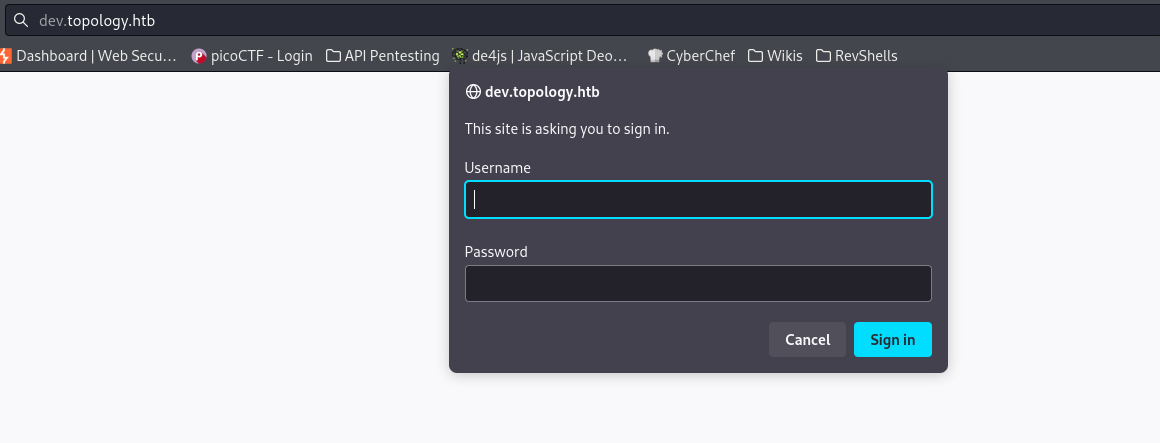 dev.topology.htb
Dashboard | Web Secu… picoCTF - Login API Pentesting de4js | JavaScript Deo… CyberChef Wikis RevShells
dev.topology.htb
This site is asking you to sign in.
Username
Password
Cancel Sign in